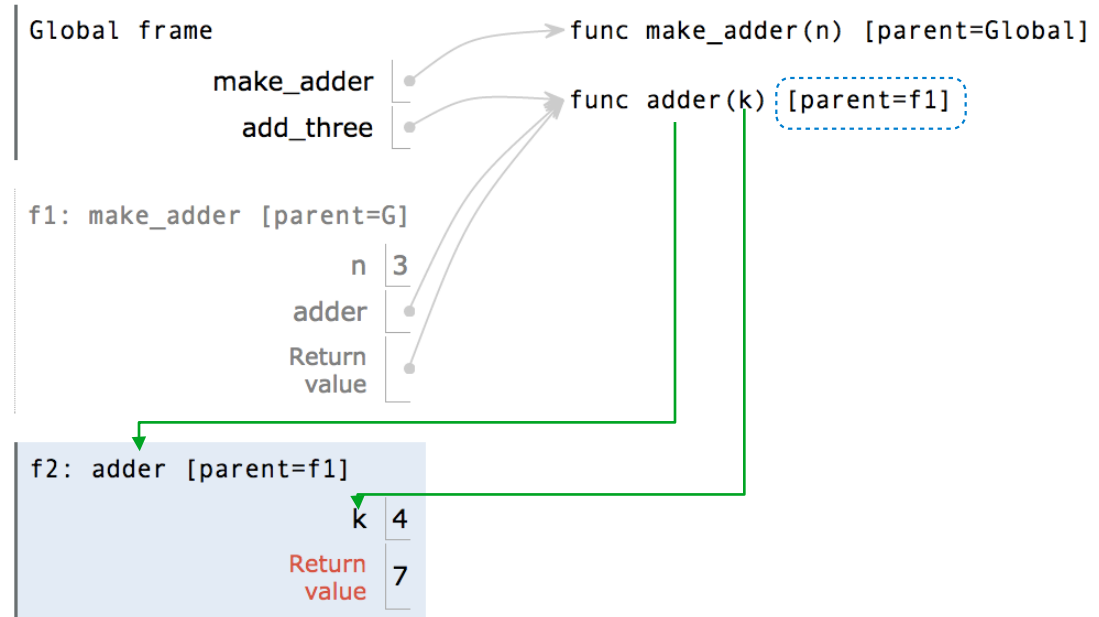 Global frame
func make_adder(n) [parent=Global]
make_adder
func adder(k) [parent=f1]
add_three
f1: make_adder [parent=G]
n 3
adder
Return
value
f2: adder [parent=f1]
k 4
Return
value 7